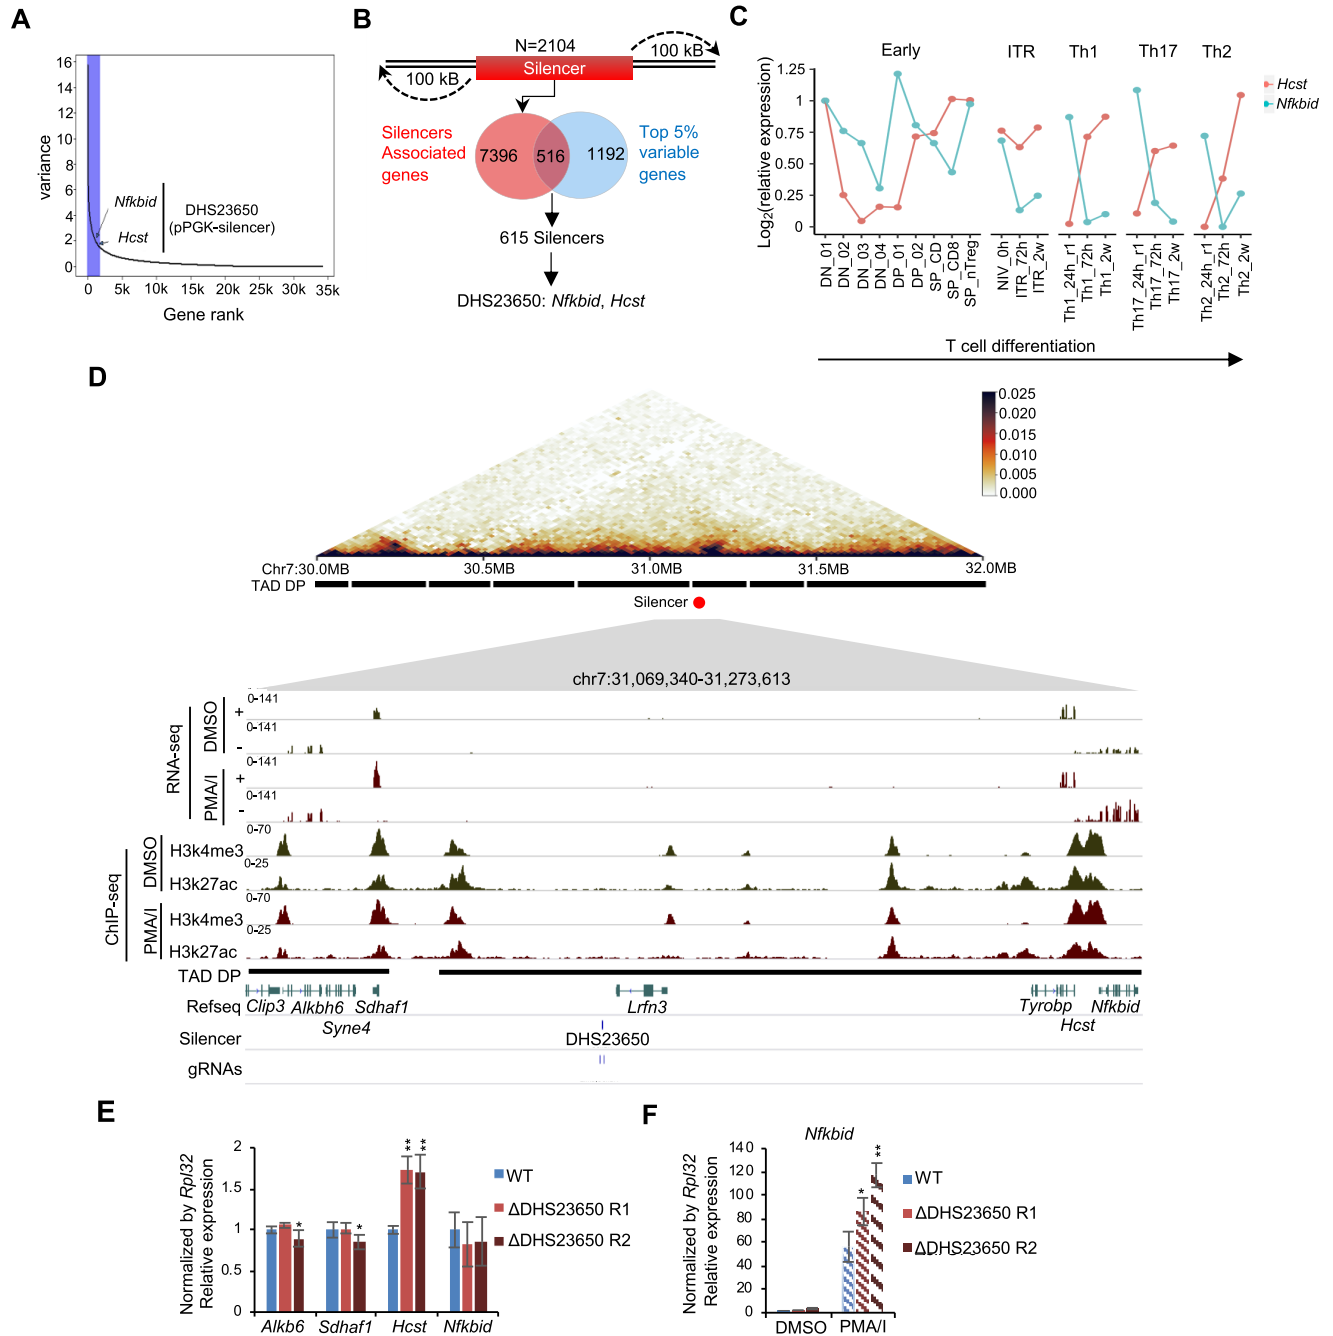 A
variance
16
14
12
10
8
6
4
2
0
Nfkbid
Hcst
DHS23650
(pPGK-silencer)
0
5k
10k
15k
20k
25k
30k
35k
Gene rank
B
N=2104
100 kB
Silencer
100 kB
Silencers
Associated
genes
7396
516
1192
Top 5%
variable
genes
615 Silencers
DHS23650: Nfkbid, Hcst
C
Early
ITR
Th1
Th17
Th2
Hcst
Nfkbid
Log2(relative expression)
1.25
1
0.75
0.50
0.25
0
DN_01
DN_02
DN_03
DN_04
DP_01
DP_02
SP_CD
SP_CD8
SP_nTreg
NIV_0h
ITR_72h
ITR_2w
Th1_24h_r1
Th1_72h
Th1_2w
Th17_24h_r1
Th17_72h
Th17_2w
Th2_24h_r1
Th2_72h
Th2_2w
T cell differentiation
D
0.025
0.020
0.015
0.010
0.005
0.000
Chr7:30.0MB
30.5MB
31.0MB
31.5MB
32.0MB
TAD DP
Silencer
chr7:31,069,340-31,273,613
RNA-seq
DMSO
+
0-141
-
0-141
PMA/I
+
0-141
-
0-141
ChIP-seq
DMSO
H3k4me3
0-70
H3k27ac
0-25
PMA/I
H3k4me3
0-70
H3k27ac
0-25
TAD DP
Refseq
Clip3
Alkbh6
Syne4
Sdhaf1
Lrfn3
Tyrobp
Hcst
Nfkbid
Silencer
DHS23650
gRNAs
E
Normalized by Rpl32
Relative expression
2
1.5
1
0.5
0
*
*
**
**
Alkb6
Sdhaf1
Hcst
Nfkbid
WT
ΔDHS23650 R1
ΔDHS23650 R2
F
Nfkbid
Normalized by Rpl32
Relative expression
140
120
100
80
60
40
20
0
*
**
DMSO
PMA/I
WT
ΔDHS23650 R1
ΔDHS23650 R2